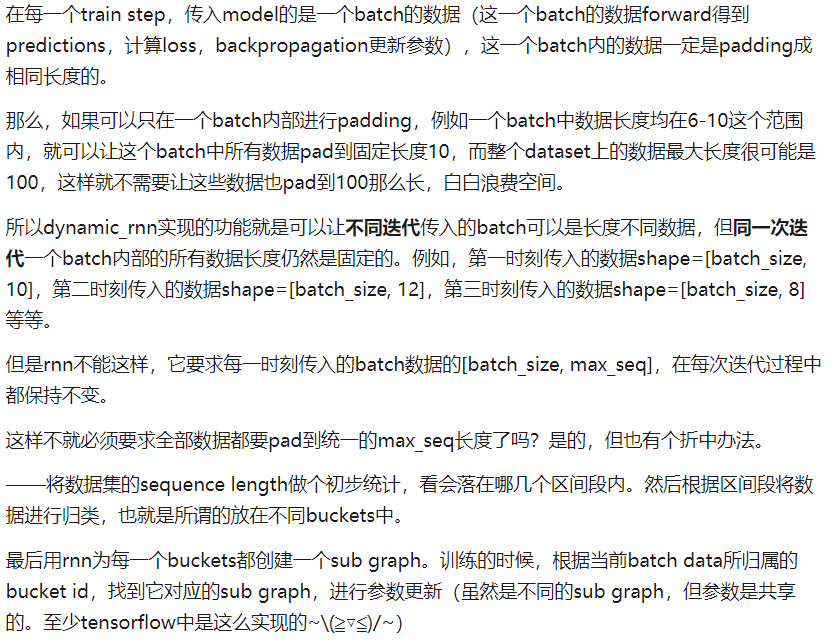 在每一个train step，传入model的是一个batch的数据（这一个batch的数据forward得到
predictions，计算loss，backpropagation更新参数），这一个batch内的数据一定是padding成
相同长度的。
那么，如果可以只在一个batch内部进行padding，例如一个batch中数据长度均在6-10这个范围
内，就可以让这个batch中所有数据pad到固定长度10，而整个dataset上的数据最大长度很可能是
100，这样就不需要让这些数据也pad到100那么长，白白浪费空间。
所以dynamic_rnn实现的功能就是可以让不同迭代传入的batch可以是长度不同数据，但同一次迭
代一个batch内部的所有数据长度仍然是固定的。例如，第一时刻传入的数据shape=[batch_size,
10]，第二时刻传入的数据shape=[batch_size, 12]，第三时刻传入的数据shape=[batch_size, 8]
等等。
但是rnn不能这样，它要求每一时刻传入的batch数据的[batch_size, max_seq]，在每次迭代过程中
都保持不变。
这样不就必须要求全部数据都要pad到统一的max_seq长度了吗？是的，但也有个折中办法。
——将数据集的sequence length做个初步统计，看会落在哪几个区间段内。然后根据区间段将数
据进行归类，也就是所谓的放在不同buckets中。
最后用rnn为每一个buckets都创建一个sub graph。训练的时候，根据当前batch data所归属的
bucket id，找到它对应的sub graph，进行参数更新（虽然是不同的sub graph，但参数是共享
的。至少tensorflow中是这么实现的~\(≧▽≦)/~）